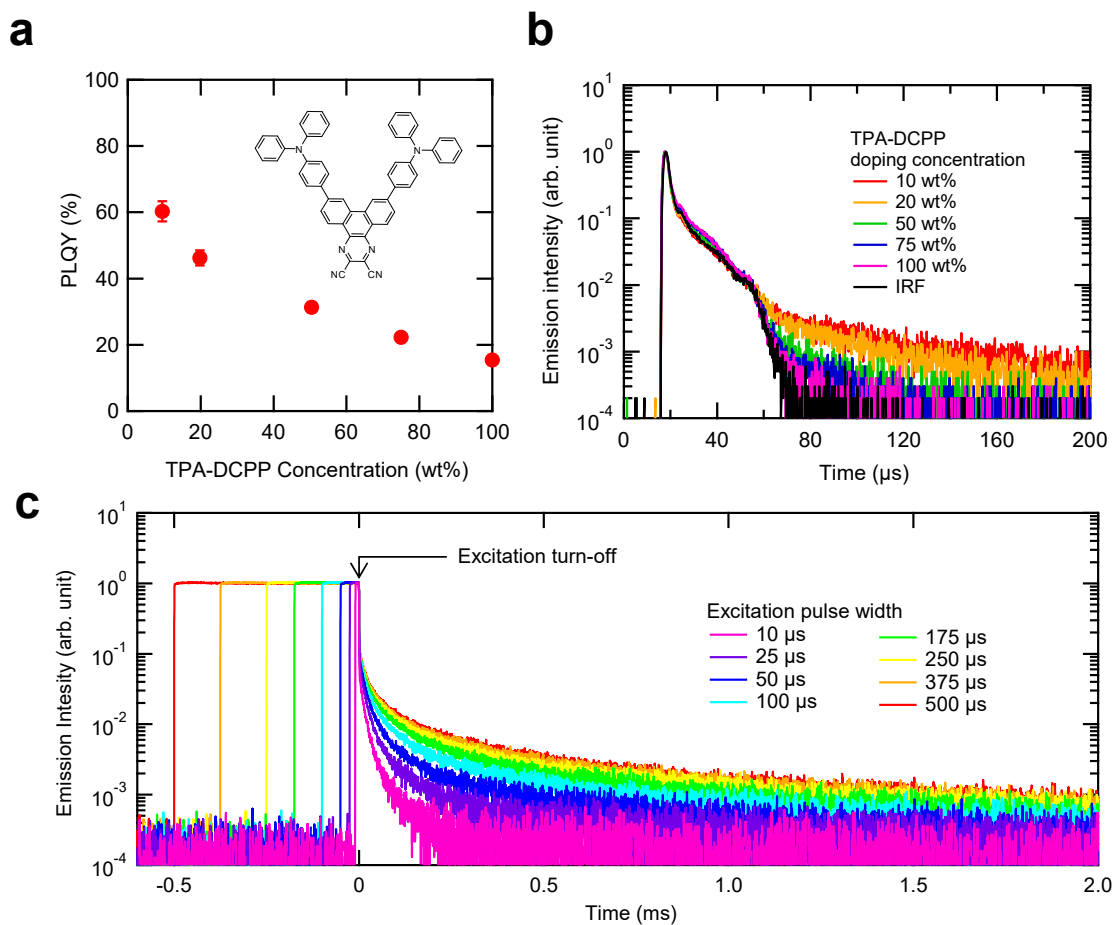 a
PLQY (%)
100
80
60
40
20
0
0 20 40 60 80 100
TPA-DCPP Concentration (wt%)
N
N
N
N
NC
CN
b
Emission intensity (arb. unit)
10^1
10^0
10^-1
10^-2
10^-3
10^-4
0 40 80 120 160 200
Time (μs)
TPA-DCPP
doping concentration
10 wt%
20 wt%
50 wt%
75 wt%
100 wt%
IRF
c
Emission Intesity (arb. unit)
10^1
10^0
10^-1
10^-2
10^-3
10^-4
-0.5 0 0.5 1.0 1.5 2.0
Time (ms)
Excitation turn-off
Excitation pulse width
10 μs
25 μs
50 μs
100 μs
175 μs
250 μs
375 μs
500 μs